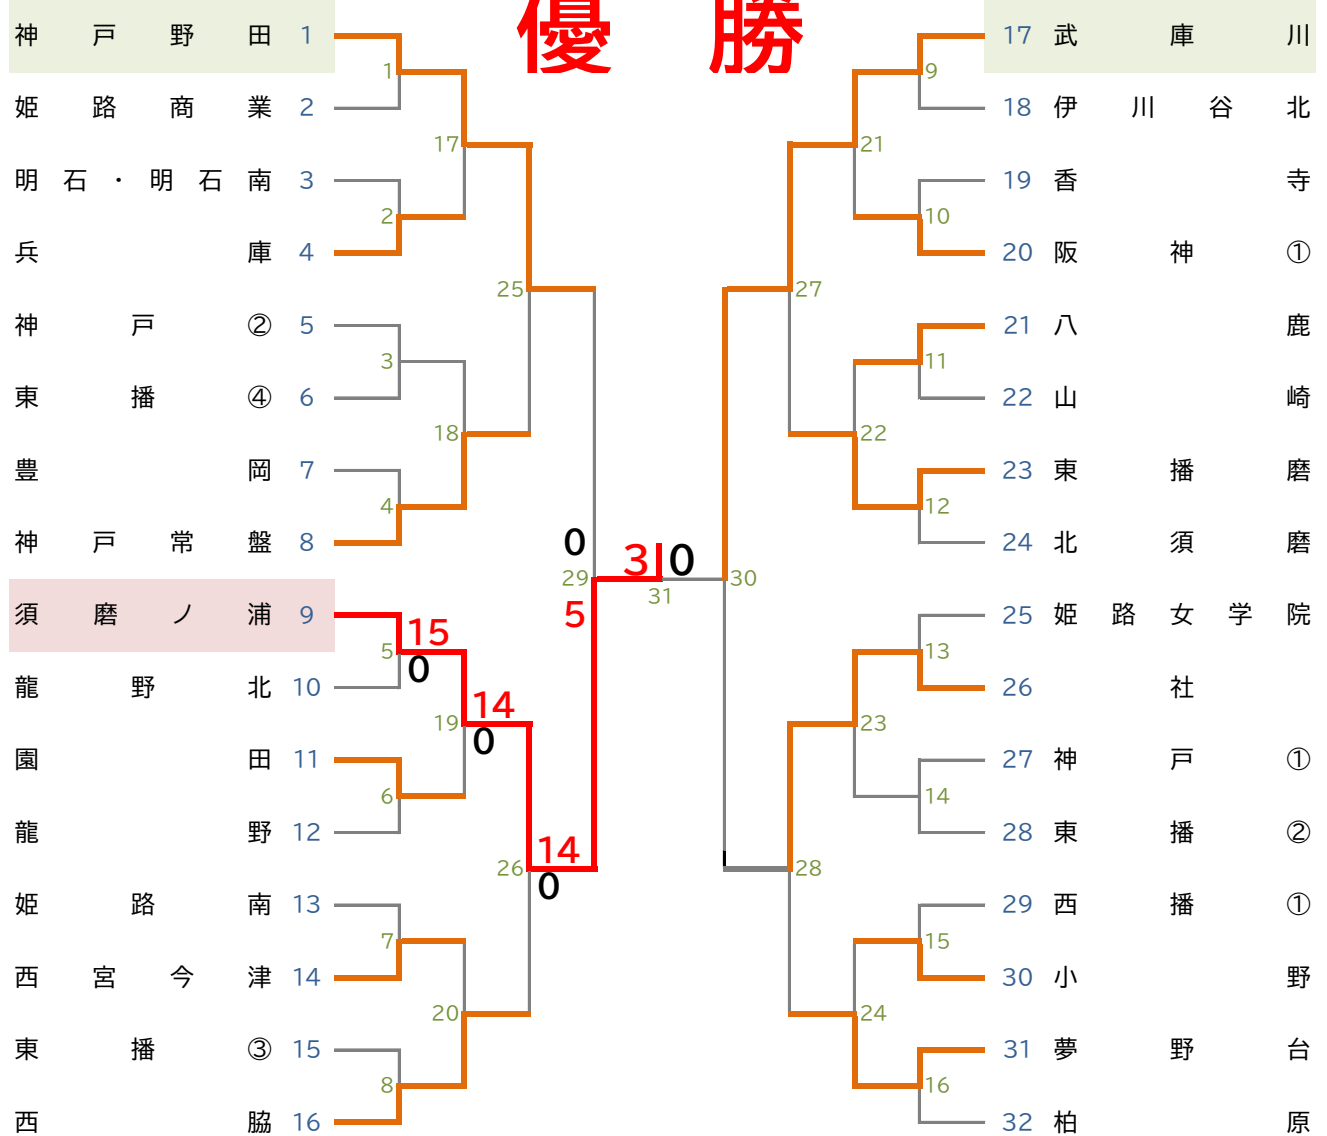 優 勝
神戸野田 1
1
姫路商業 2
17
明石・明石南 3
2
兵庫 4
25
神戸② 5
3
東播④ 6
18
豊岡 7
4
神戸常盤 8
0
29
5
3
0
31
須磨ノ浦 9
15
5
0
龍野北 10
14
19
0
園田 11
6
龍野 12
14
26
0
姫路南 13
7
西宮今津 14
20
東播③ 15
8
西脇 16
17 武庫川
9
18 伊川谷北
21
19 香寺
10
20 阪神①
27
21 八鹿
11
22 山崎
22
23 東播磨
12
24 北須磨
30
25 姫路女学院
13
26 社
23
27 神戸①
14
28 東播②
28
29 西播①
15
30 小野
24
31 夢野台
16
32 柏原